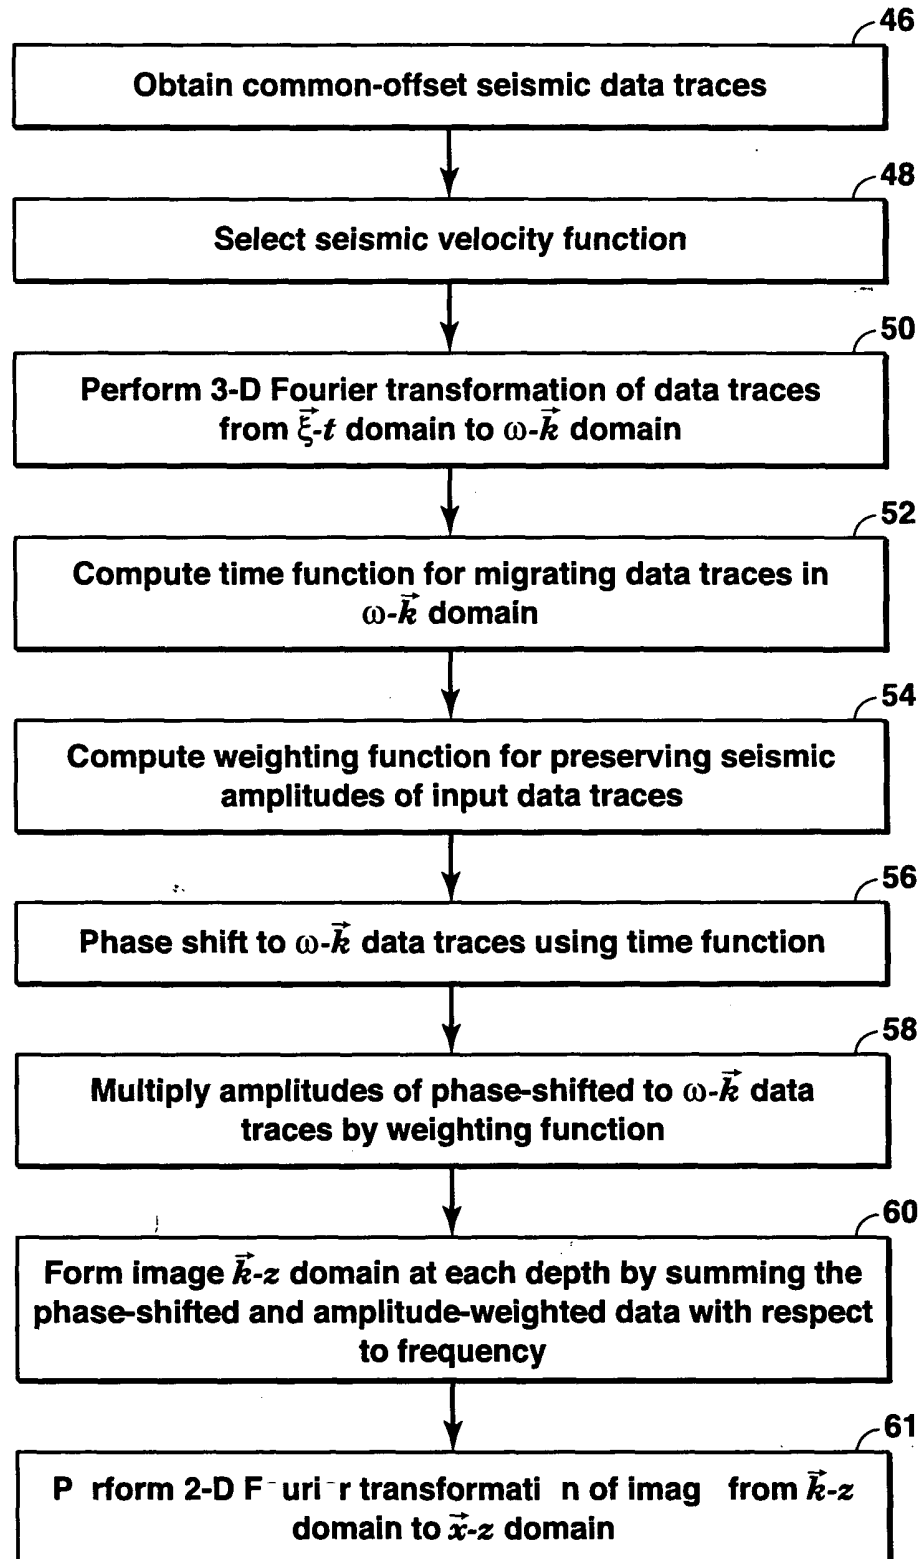 46
Obtain common-offset seismic data traces
48
Select seismic velocity function
50
Perform 3-D Fourier transformation of data traces
from ξ⃗-t domain to ω-k⃗ domain
52
Compute time function for migrating data traces in
ω-k⃗ domain
54
Compute weighting function for preserving seismic
amplitudes of input data traces
56
Phase shift to ω-k⃗ data traces using time function
58
Multiply amplitudes of phase-shifted to ω-k⃗ data
traces by weighting function
60
Form image k⃗-z domain at each depth by summing the
phase-shifted and amplitude-weighted data with respect
to frequency
61
P rform 2-D F uri r transformati n of imag from k⃗-z
domain to x⃗-z domain